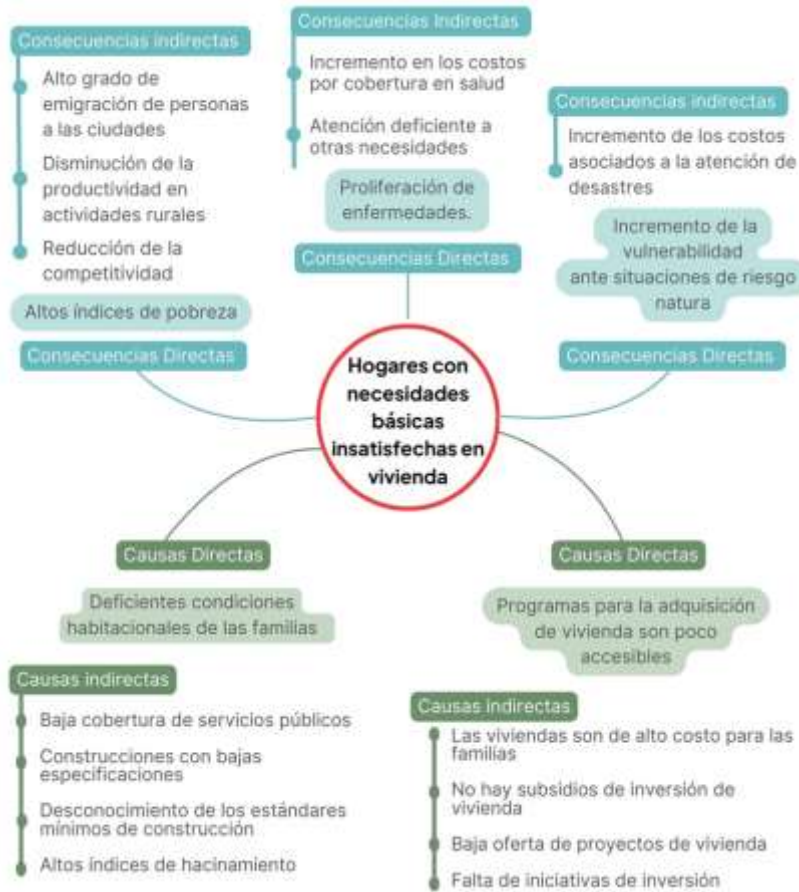 Consecuencias indirectas
Alto grado de
emigración de personas
a las ciudades
Disminución de la
productividad en
actividades rurales
Reducción de la
competitividad
Altos índices de pobreza
Consecuencias Directas
Consecuencias Indirectas
Incremento en los costos
por cobertura en salud
Atención deficiente a
otras necesidades
Proliferación de
enfermedades.
Consecuencias Directas
Consecuencias indirectas
Incremento de los costos
asociados a la atención de
desastres
Incremento de la
vulnerabilidad
ante situaciones de riesgo
natura
Consecuencias Directas
Hogares con
necesidades
básicas
insatisfechas en
vivienda
Causas Directas
Deficientes condiciones
habitacionales de las familias
Causas indirectas
Baja cobertura de servicios públicos
Construcciones con bajas
especificaciones
Desconocimiento de los estándares
mínimos de construcción
Altos índices de hacinamiento
Causas Directas
Programas para la adquisición
de vivienda son poco
accesibles
Causas indirectas
Las viviendas son de alto costo para las
familias
No hay subsidios de inversión de
vivienda
Baja oferta de proyectos de vivienda
Falta de iniciativas de inversión